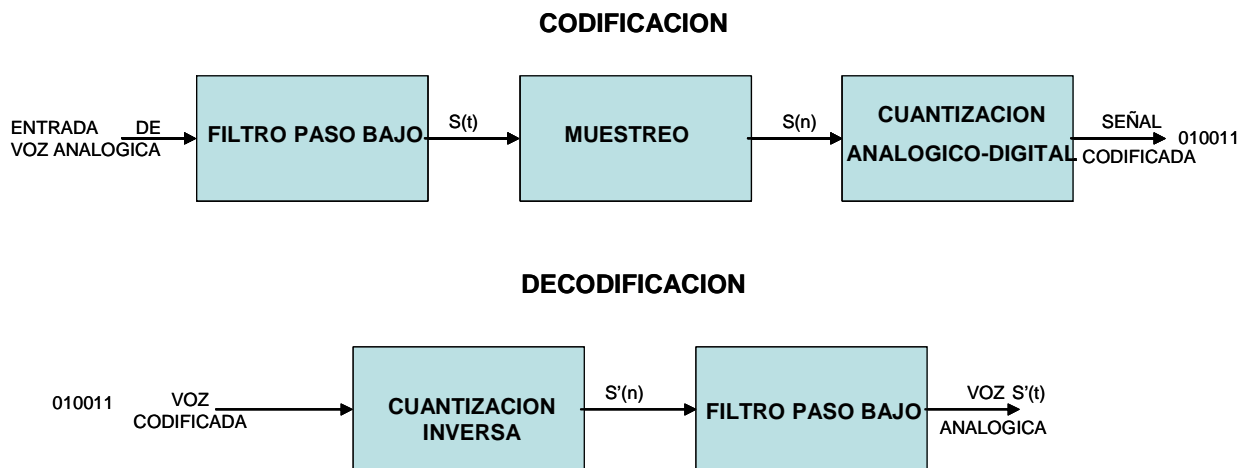 CODIFICACION
ENTRADA DE
VOZ ANALOGICA
FILTRO PASO BAJO
S(t)
MUESTREO
S(n)
CUANTIZACION
ANALOGICO-DIGITAL
SEÑAL
CODIFICADA
010011
DECODIFICACION
010011
VOZ
CODIFICADA
CUANTIZACION
INVERSA
S'(n)
FILTRO PASO BAJO
VOZ S'(t)
ANALOGICA